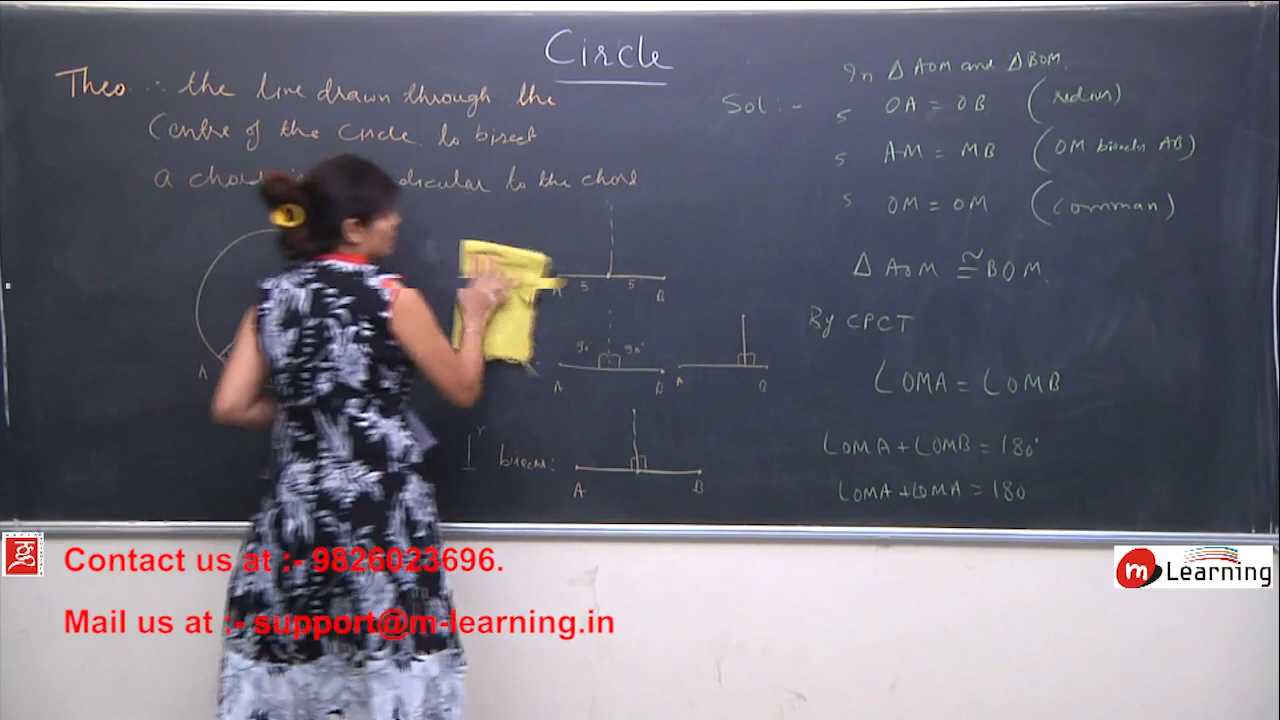 Circle
Theo ∴ the line drawn through the
Centre of the Circle to bisect
a chord dicular to the chord
A
A 5 5 B
90° 90°
A B A B
Y bisector:
A B
In Δ AOM and Δ BOM.
Sol :- S OA = OB (redius)
S AM = MB (OM bisects AB)
S OM = OM (comman)
Δ AOM ≅ BOM.
By CPCT
∠OMA = ∠OMB
∠OMA + ∠OMB = 180°
∠OMA + ∠OMA = 180
Contact us at :- 9826023696.
Mail us at :- support@m-learning.in
m Learning